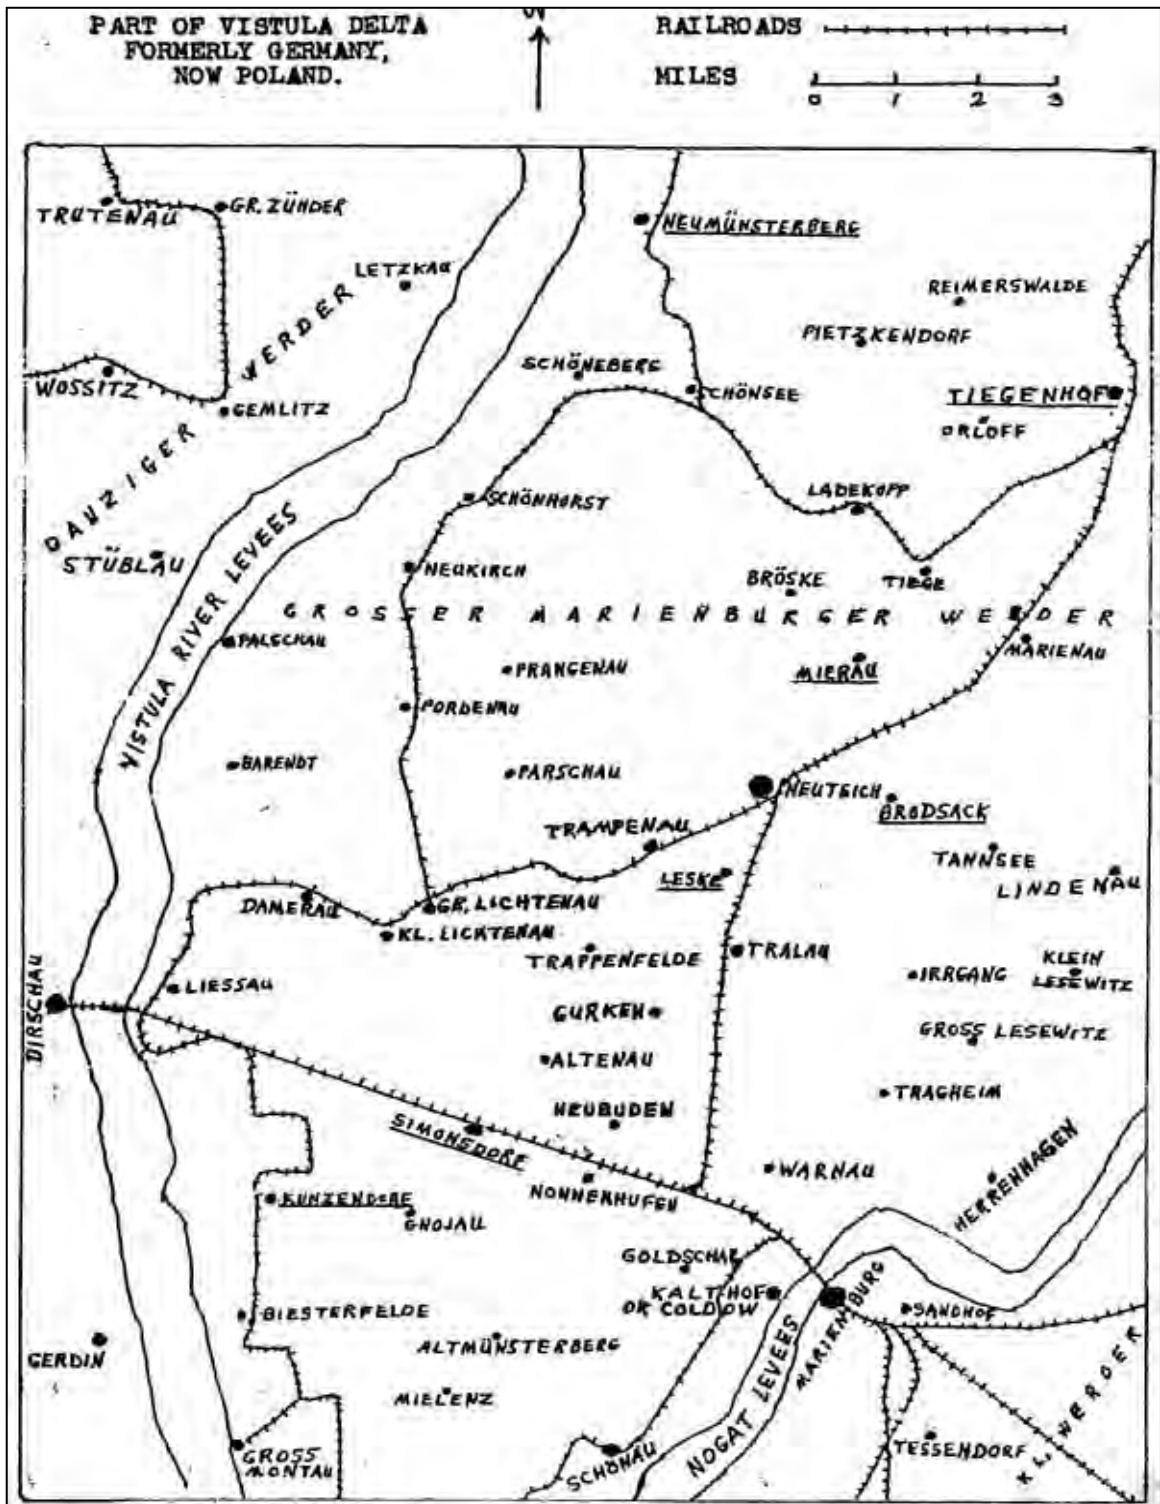 PART OF VISTULA DELTA
FORMERLY GERMANY,
NOW POLAND.
RAILROADS
MILES
0 1 2 3
TRUTENAU
GR. ZÜNDER
NEUMÜNSTERBERG
LETZKAU
REIMERSWALDE
PIETZKENDORF
SCHÖNEBERG
WOSSITZ
SCHÖNSEE
TIEGENHOF
GEMLITZ
ORLOFF
DANZIGER WERDER
LADEKOPP
SCHÖNHORST
STÜBLAU
VISTULA RIVER LEVEES
NEUKIRCH
BRÖSKE
TIEGE
GROSSER MARIENBURGER WERDER
PALSCHAU
MARIENAU
PRANGENAU
MIERAU
PORDENAU
BARENDT
PARSCHAU
NEUTEICH
BRODSACK
TRAMPENAU
TANNSEE
LESKE
LINDENAU
DAMERAU
GR. LICHTENAU
KL. LICKTENAU
TRAPPENFELDE
TRALAU
KLEIN
LESEWITZ
IRRGANG
LIESSAU
DIRSCHAU
GURKEN
GROSS LESEWITZ
ALTENAU
TRAGHEIM
NEUBUDEN
SIMONSDORF
WARNAU
HERRENHAGEN
NONNENHUFEN
KUNZENDORF
GNOJAU
GOLDSCHAR
KALTHOF
OR COLDOW
MARIENBURG
SANDHOF
BIESTERFELDE
ALTMÜNSTERBERG
GERDIN
MIELENZ
NOGAT LEVEES
KL. WERDER
GROSS
MONTAU
SCHÖNAU
TESSENDORF